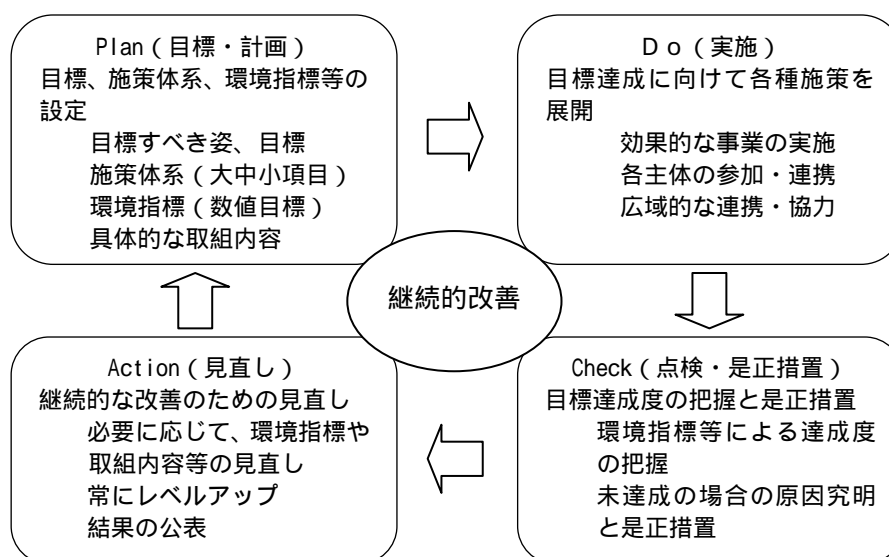 Plan（目標・計画）
目標、施策体系、環境指標等の
設定
目標すべき姿、目標
施策体系（大中小項目）
環境指標（数値目標）
具体的な取組内容
Ｄｏ（実施）
目標達成に向けて各種施策を
展開
効果的な事業の実施
各主体の参加・連携
広域的な連携・協力
継続的改善
Action（見直し）
継続的な改善のための見直し
必要に応じて、環境指標や
取組内容等の見直し
常にレベルアップ
結果の公表
Check（点検・是正措置）
目標達成度の把握と是正措置
環境指標等による達成度
の把握
未達成の場合の原因究明
と是正措置